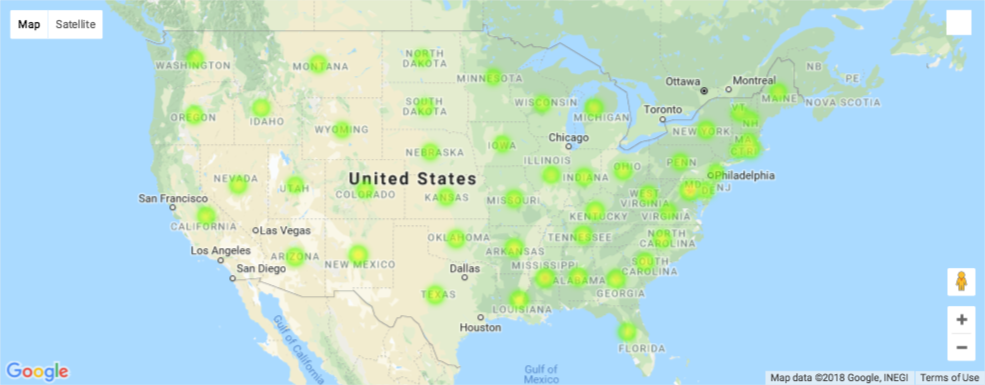 Map Satellite
WASHINGTON
MONTANA
NORTH
DAKOTA
MINNESOTA
Ottawa
Montreal
NB
PE
MAINE
NOVA SCOTIA
OREGON
IDAHO
SOUTH
DAKOTA
WISCONSIN
MICHIGAN
Toronto
VT
NH
WYOMING
NEW YORK
MA
CT RI
Chicago
NEBRASKA
IOWA
ILLINOIS
INDIANA
OHIO
PENN
Philadelphia
NEVADA
UTAH
COLORADO
United States
KANSAS
MISSOURI
WEST
VIRGINIA
MD
DE
NJ
San Francisco
CALIFORNIA
Las Vegas
KENTUCKY
VIRGINIA
Los Angeles
ARIZONA
NEW MEXICO
OKLAHOMA
ARKANSAS
TENNESSEE
NORTH
CAROLINA
San Diego
Dallas
MISSISSIPPI
ALABAMA
SOUTH
CAROLINA
GEORGIA
TEXAS
LOUISIANA
Houston
FLORIDA
Gulf of
California
Gulf of
Mexico
Google
Map data ©2018 Google, INEGI Terms of Use